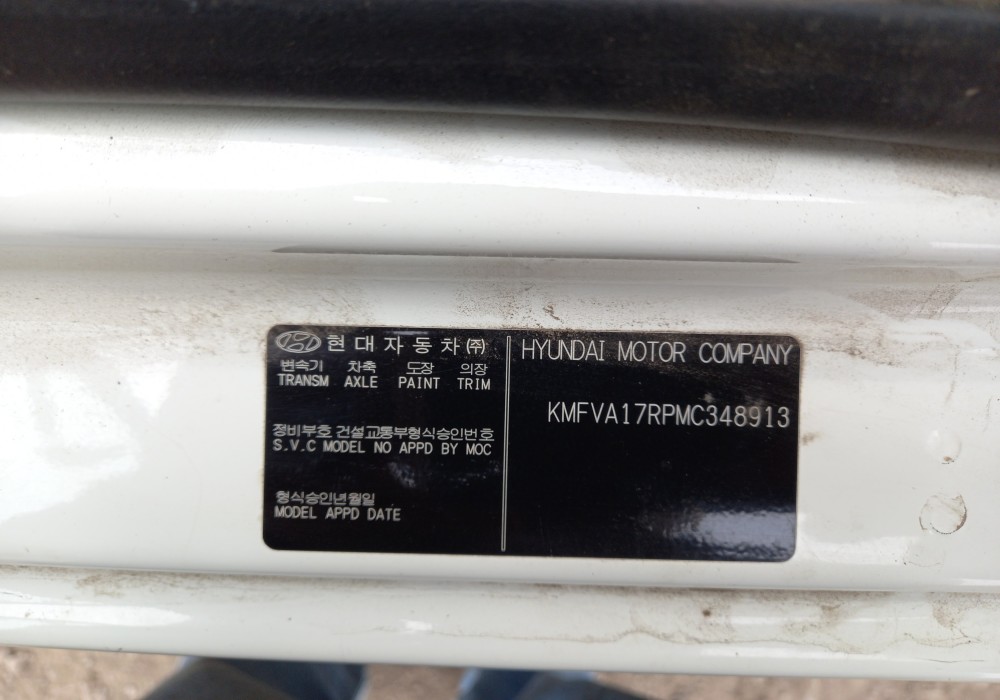 현대자동차㈜
변속기 차축 도장 의장
TRANSM AXLE PAINT TRIM
정비부호 건설교통부형식승인번호
S.V.C MODEL NO APPD BY MOC
형식승인년월일
MODEL APPD DATE
HYUNDAI MOTOR COMPANY
KMFVA17RPMC348913